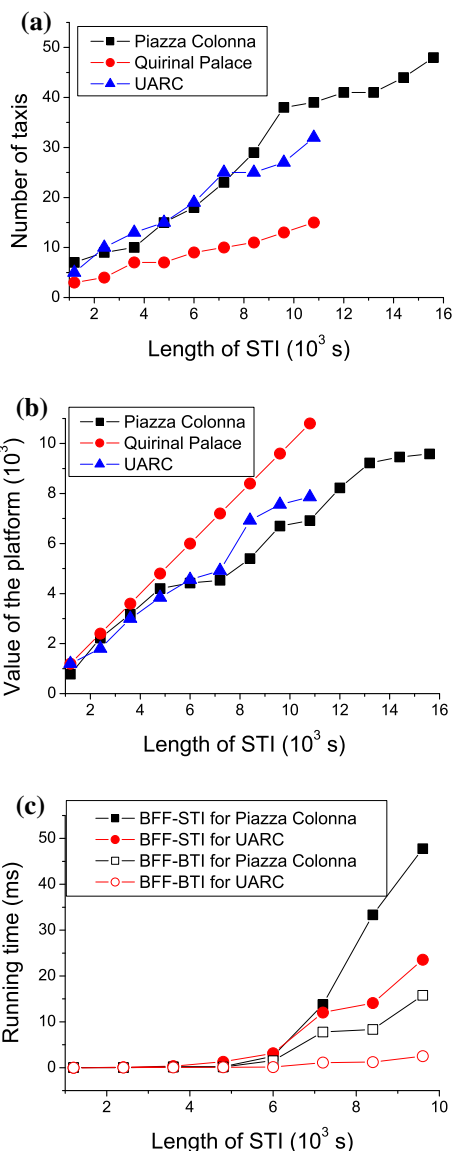 (a)
Piazza Colonna
Quirinal Palace
UARC
Number of taxis
50
40
30
20
10
0
2 4 6 8 10 12 14 16
Length of STI (10³ s)
(b)
Piazza Colonna
Quirinal Palace
UARC
Value of the platform (10³)
10
8
6
4
2
0
2 4 6 8 10 12 14 16
Length of STI (10³ s)
(c)
BFF-STI for Piazza Colonna
BFF-STI for UARC
BFF-BTI for Piazza Colonna
BFF-BTI for UARC
Running time (ms)
50
40
30
20
10
0
2 4 6 8 10
Length of STI (10³ s)